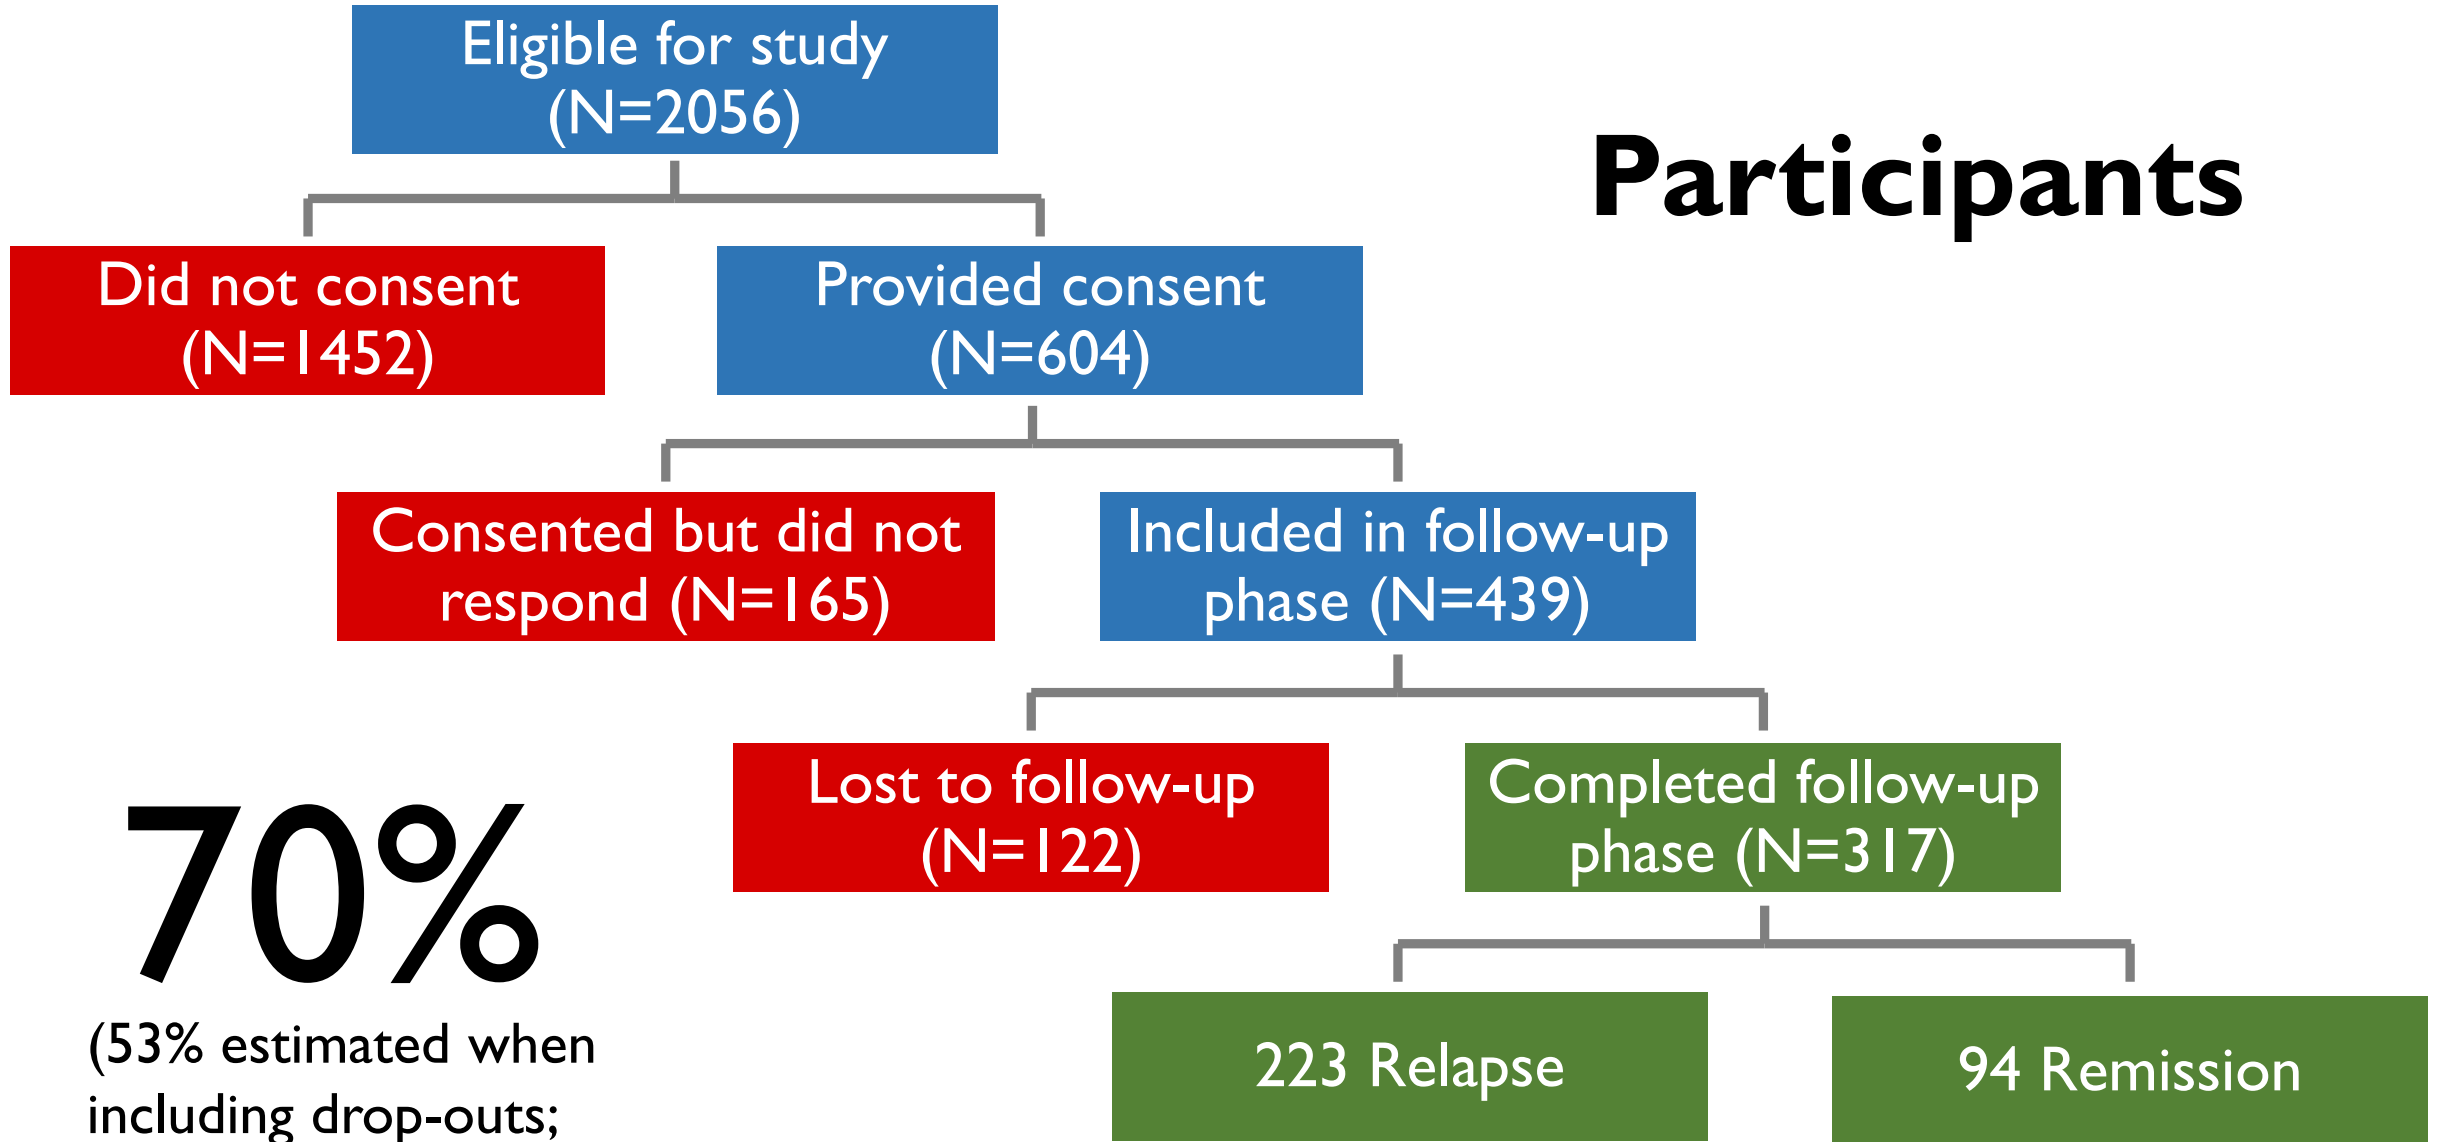 Eligible for study
(N=2056)
Participants
Did not consent
(N=1452)
Provided consent
(N=604)
Consented but did not
respond (N=165)
Included in follow-up
phase (N=439)
Lost to follow-up
(N=122)
Completed follow-up
phase (N=317)
70%
(53% estimated when
including drop-outs;
223 Relapse
94 Remission